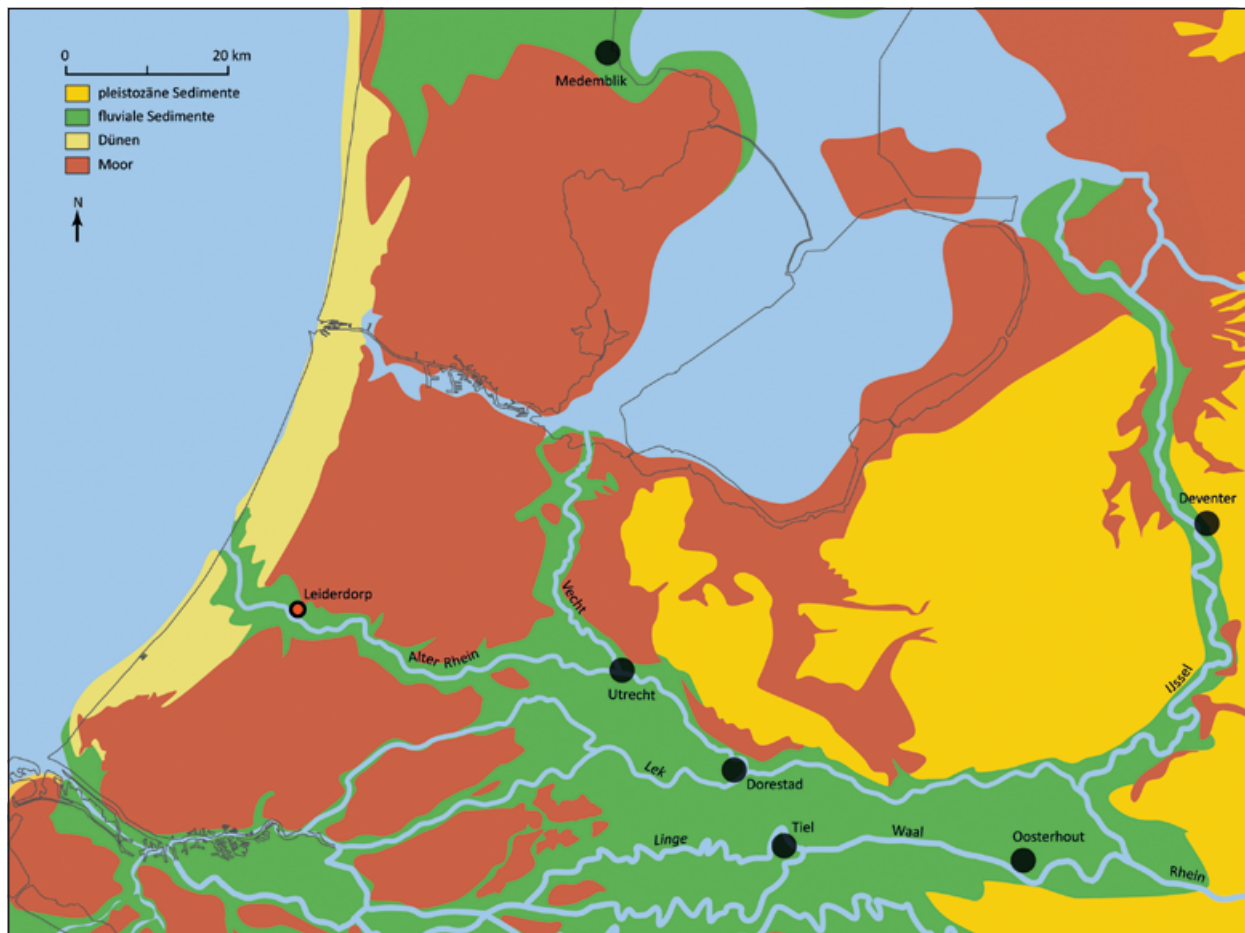 0 20 km
pleistozäne Sedimente
fluviale Sedimente
Dünen
Moor
N
Medemblik
Deventer
Leiderdorp
Vecht
Alter Rhein
Utrecht
IJssel
Lek
Dorestad
Tiel
Linge
Waal
Oosterhout
Rhein